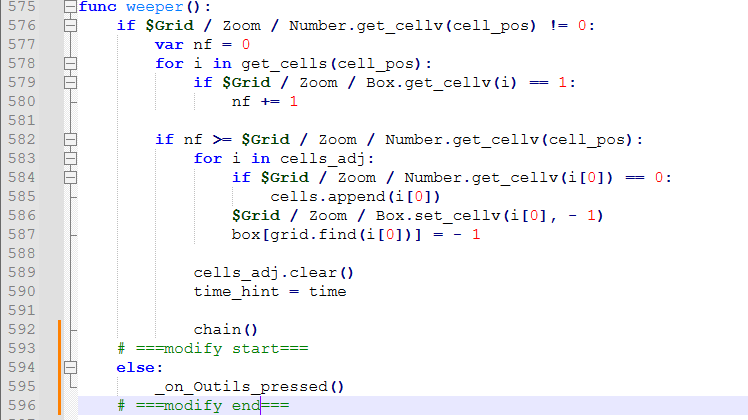 575 func weeper():
576 if $Grid / Zoom / Number.get_cellv(cell_pos) != 0:
577 var nf = 0
578 for i in get_cells(cell_pos):
579 if $Grid / Zoom / Box.get_cellv(i) == 1:
580 nf += 1
581
582 if nf >= $Grid / Zoom / Number.get_cellv(cell_pos):
583 for i in cells_adj:
584 if $Grid / Zoom / Number.get_cellv(i[0]) == 0:
585 cells.append(i[0])
586 $Grid / Zoom / Box.set_cellv(i[0], - 1)
587 box[grid.find(i[0])] = - 1
588
589 cells_adj.clear()
590 time_hint = time
591
592 chain()
593 # ===modify start===
594 else:
595 _on_Outils_pressed()
596 # ===modify end===